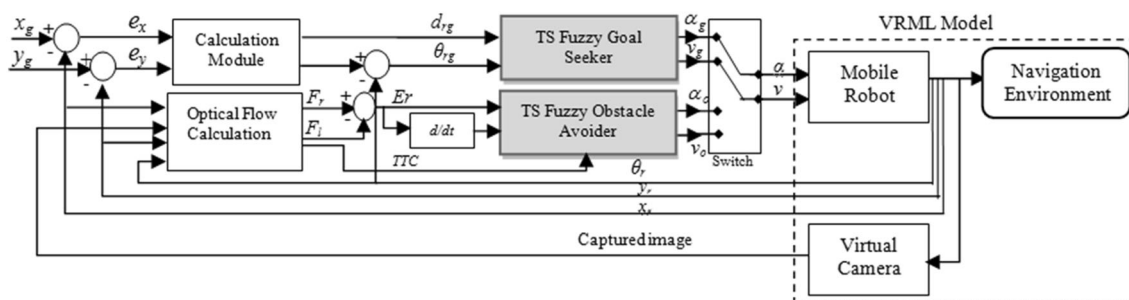 x_g
y_g
e_x
e_y
+
-
+
-
Calculation
Module
d_rg
θ_rg
+
-
Optical Flow
Calculation
F_r
F_l
+
-
Er
d/dt
TTC
TS Fuzzy Goal
Seeker
TS Fuzzy Obstacle
Avoider
α_g
v_g
α_o
v_o
Switch
α
v
VRML Model
Mobile
Robot
Navigation
Environment
θ_r
y_r
x_r
Captured image
Virtual
Camera